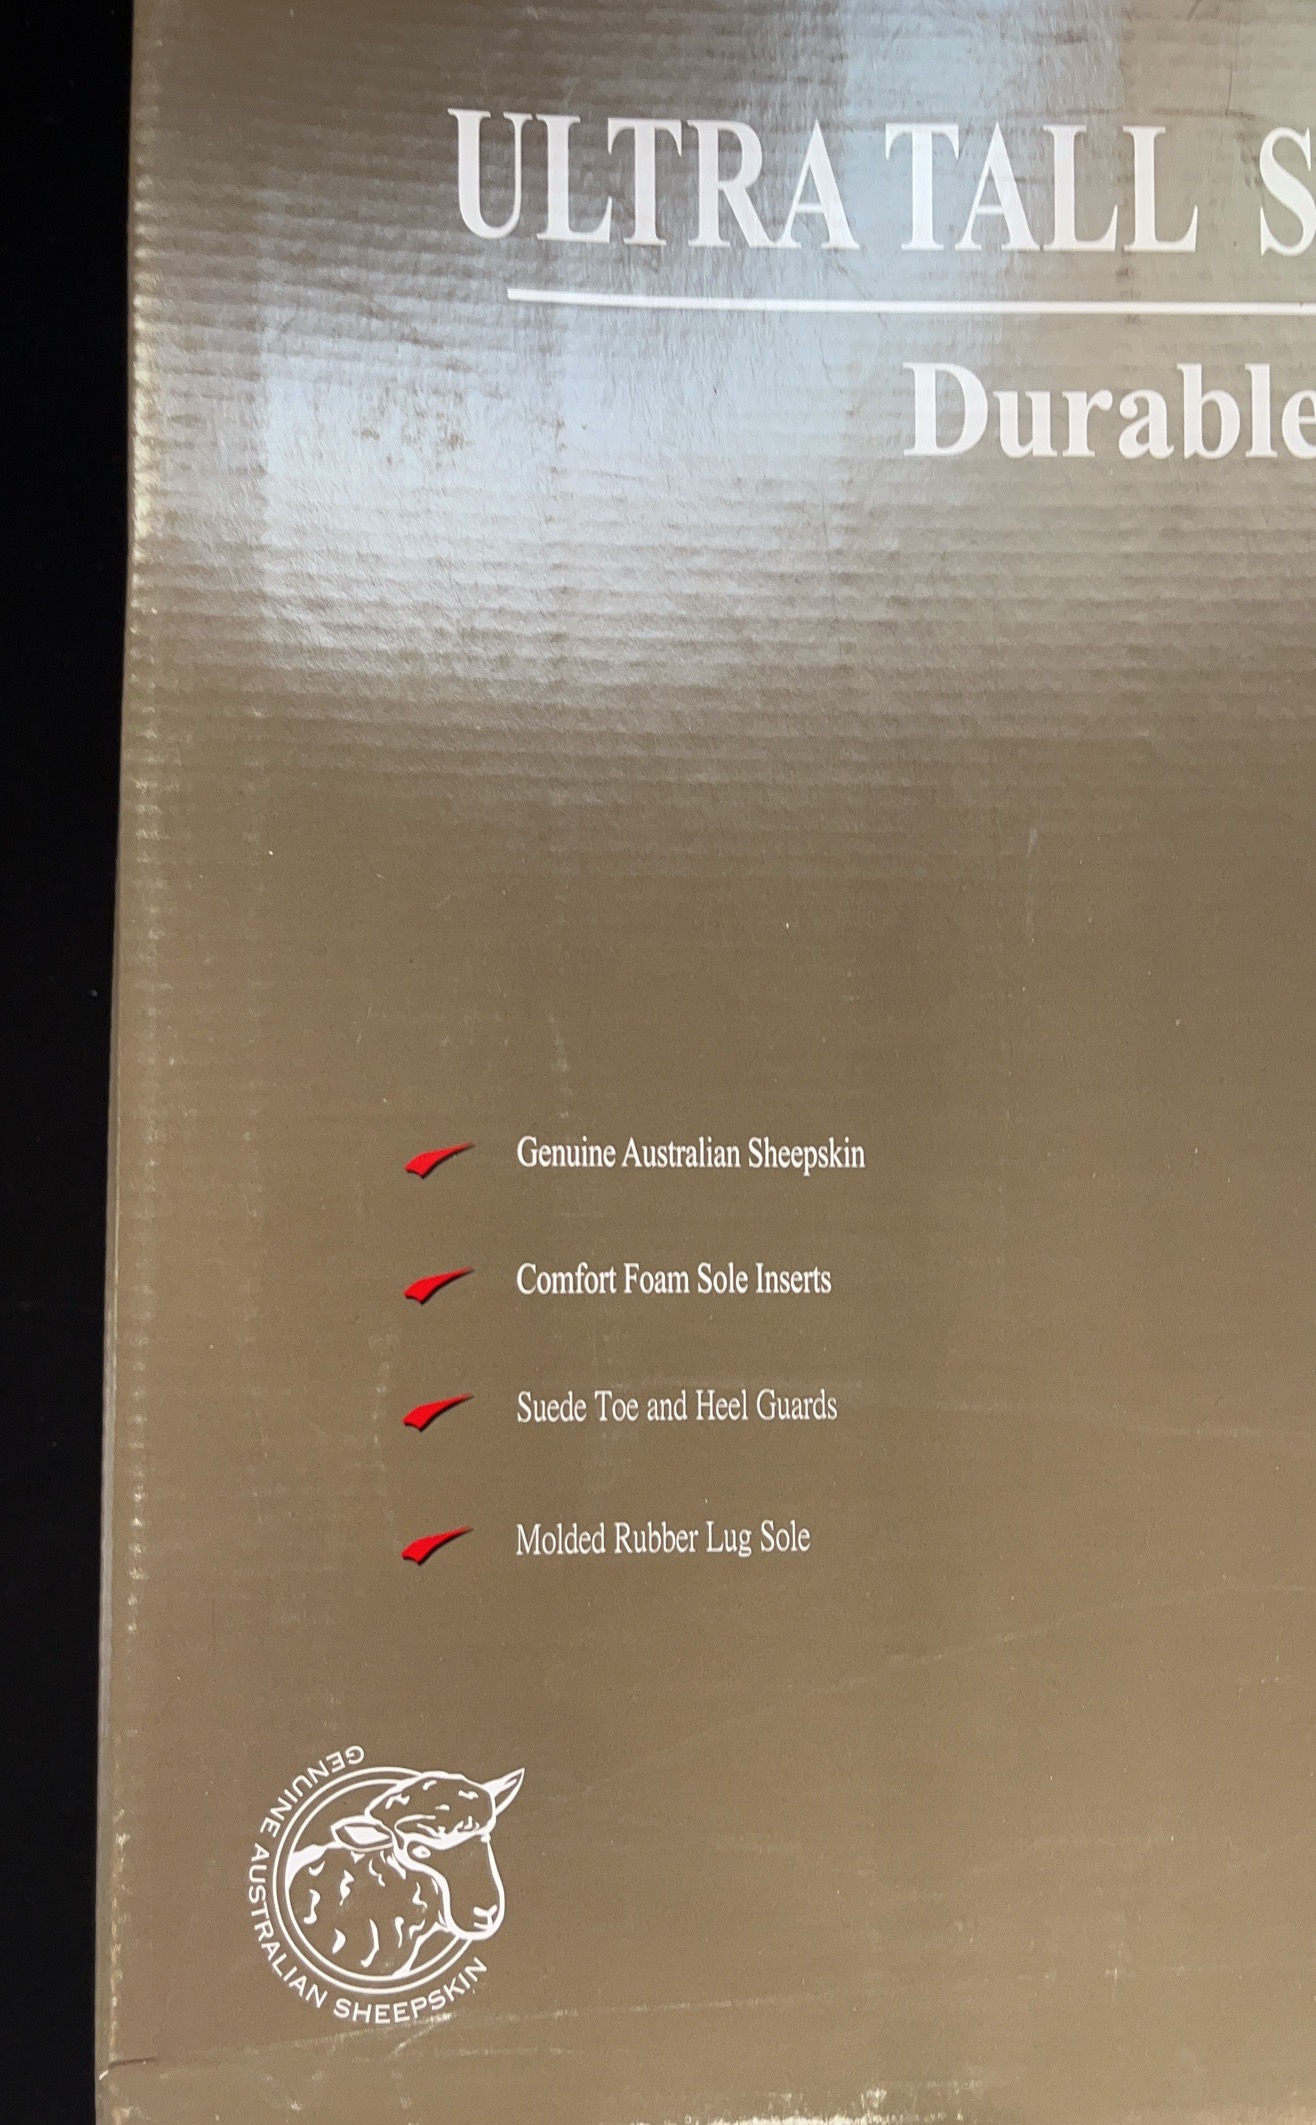 ULTRA TALL S
Durable
Genuine Australian Sheepskin
Comfort Foam Sole Inserts
Suede Toe and Heel Guards
Molded Rubber Lug Sole
GENUINE AUSTRALIAN SHEEPSKIN